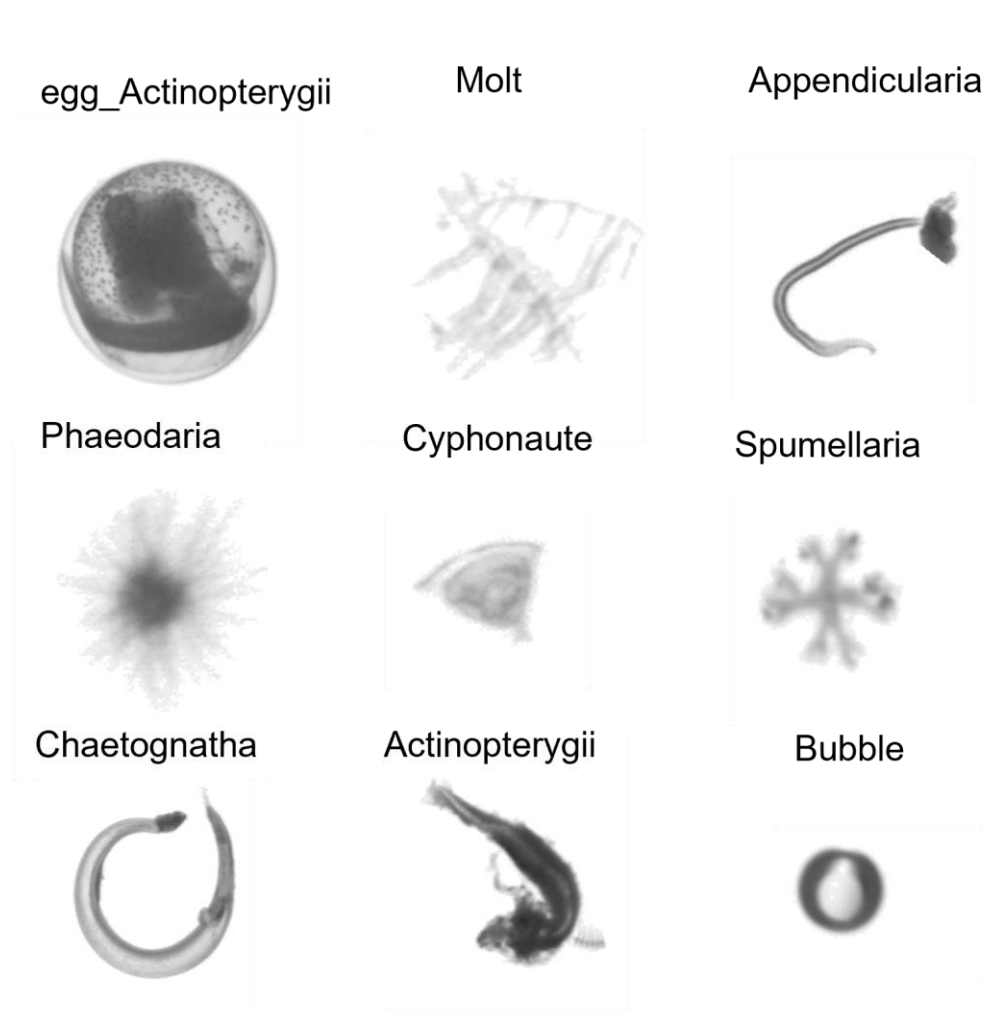 egg_Actinopterygii
Molt
Appendicularia
Phaeodaria
Cyphonaute
Spumellaria
Chaetognatha
Actinopterygii
Bubble